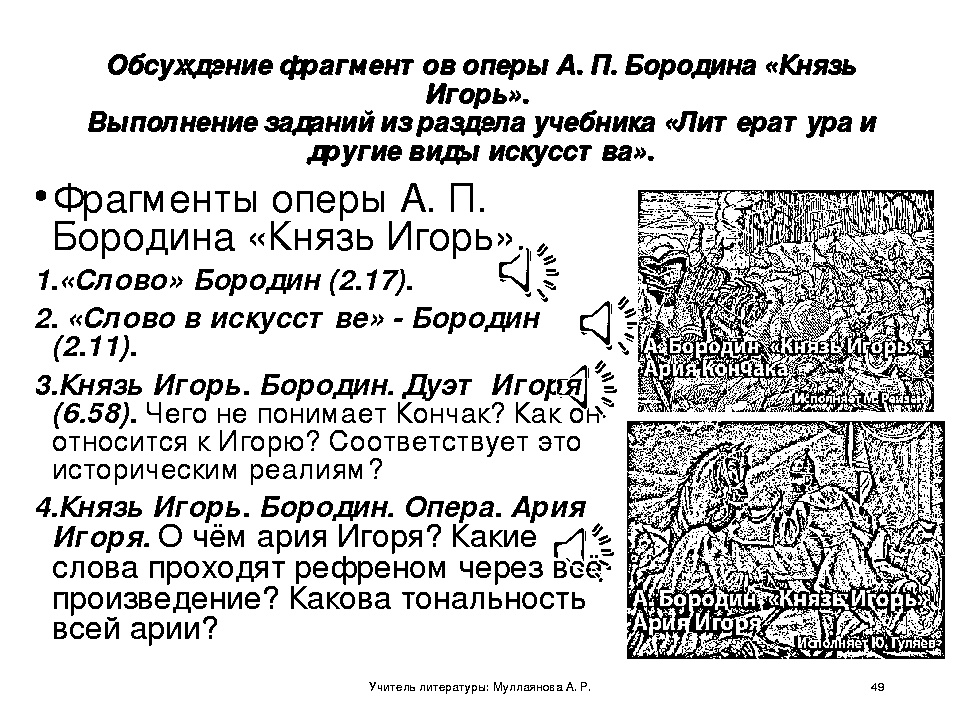 Обсуждение фрагментов оперы А. П. Бородина «Князь
Игорь».
Выполнение заданий из раздела учебника «Литература и
другие виды искусства».
•Фрагменты оперы А. П.
Бородина «Князь Игорь».
1.«Слово» Бородин (2.17).
2. «Слово в искусстве» - Бородин
(2.11).
3.Князь Игорь. Бородин. Дуэт Игоря
(6.58). Чего не понимает Кончак? Как он
относится к Игорю? Соответствует это
историческим реалиям?
4.Князь Игорь. Бородин. Опера. Ария
Игоря. О чём ария Игоря? Какие
слова проходят рефреном через всё
произведение? Какова тональность
всей арии?
А. Бородин «Князь Игорь»
Ария Кончака
Исполняет М. Рейзен
А. Бородин «Князь Игорь»
Ария Игоря
Исполняет Ю. Гуляев
Учитель литературы: Муллаянова А. Р.
49